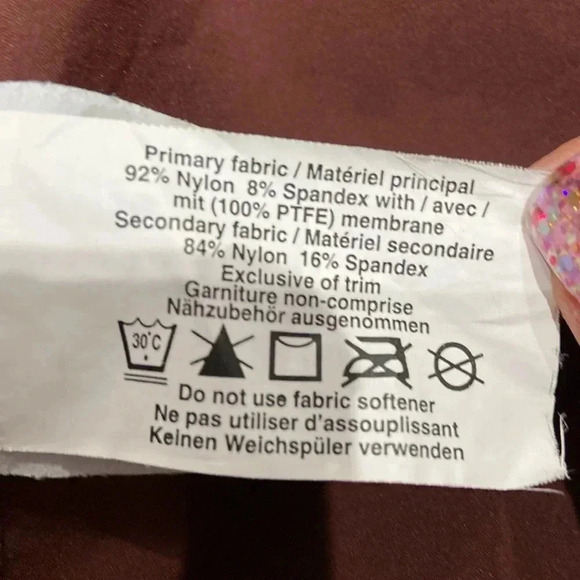 Primary fabric / Matériel principal
92% Nylon 8% Spandex with / avec /
mit (100% PTFE) membrane
Secondary fabric / Matériel secondaire
84% Nylon 16% Spandex
Exclusive of trim
Garniture non-comprise
Nähzubehör ausgenommen
30°C
Do not use fabric softener
Ne pas utiliser d'assouplissant
Keinen Weichspüler verwenden